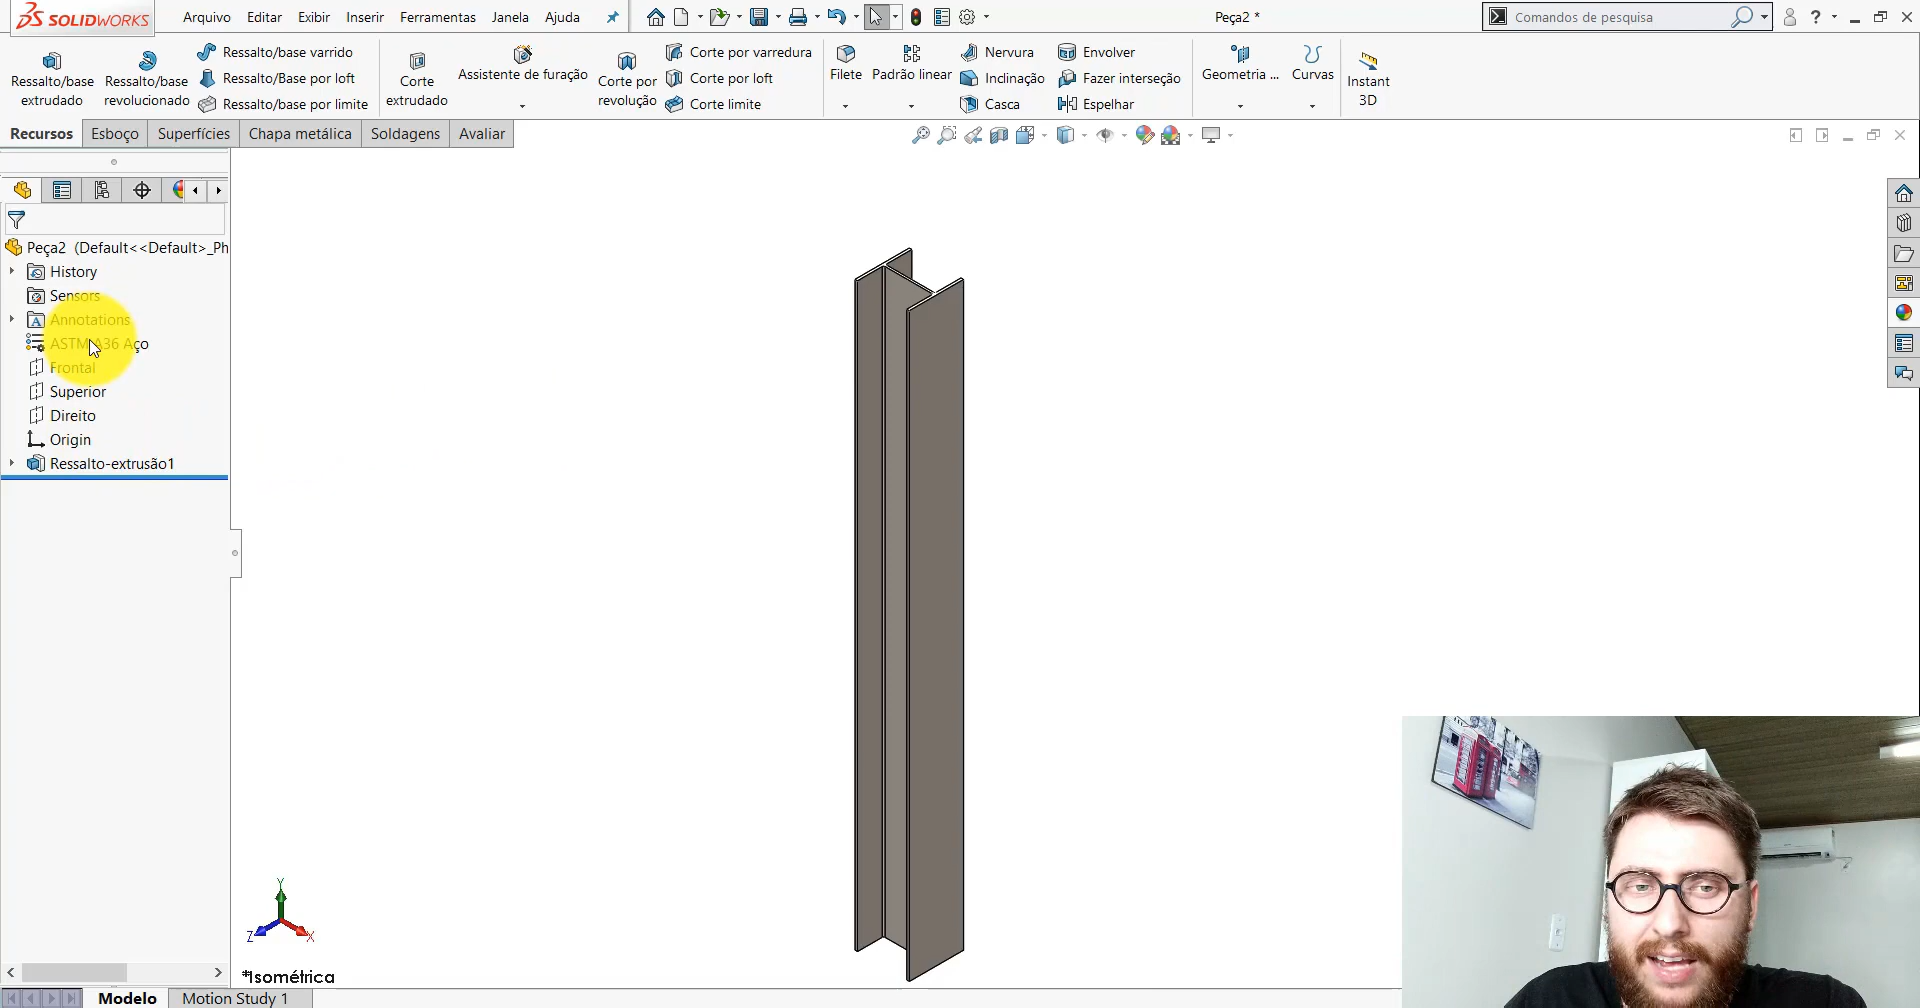 SOLIDWORKS
Arquivo Editar Exibir Inserir Ferramentas Janela Ajuda
Peça2 *
Comandos de pesquisa
?
Ressalto/base extrudado
Ressalto/base revolucionado
Ressalto/base varrido
Ressalto/Base por loft
Ressalto/base por limite
Corte extrudado
Assistente de furação
Corte por revolução
Corte por varredura
Corte por loft
Corte limite
Filete
Padrão linear
Nervura
Inclinação
Casca
Envolver
Fazer interseção
Espelhar
Geometria ...
Curvas
Instant 3D
Recursos Esboço Superfícies Chapa metálica Soldagens Avaliar
Peça2 (Default<<Default>_Ph
History
Sensors
Annotations
ASTM A36 Aço
Frontal
Superior
Direito
Origin
Ressalto-extrusão1
Y
Z X
*Isométrica
Modelo Motion Study 1